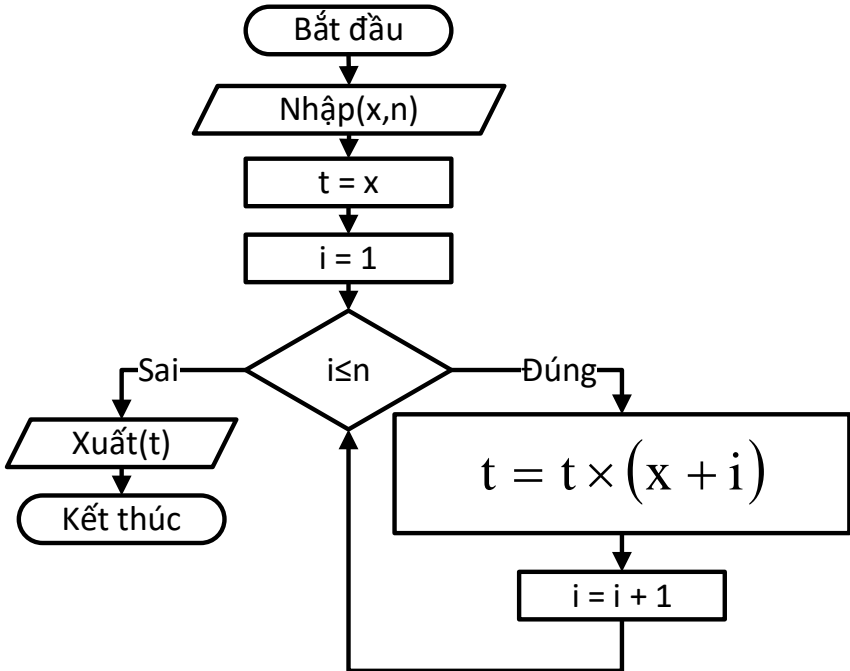 Bắt đầu
Nhập(x,n)
t = x
i = 1
i≤n
Sai
Đúng
Xuất(t)
Kết thúc
t = t × (x + i)
i = i + 1